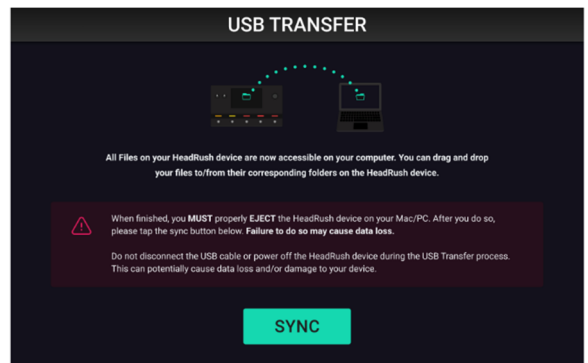 USB TRANSFER
All Files on your HeadRush device are now accessible on your computer. You can drag and drop
your files to/from their corresponding folders on the HeadRush device.
When finished, you MUST properly EJECT the HeadRush device on your Mac/PC. After you do so,
please tap the sync button below. Failure to do so may cause data loss.
Do not disconnect the USB cable or power off the HeadRush device during the USB Transfer process.
This can potentially cause data loss and/or damage to your device.
SYNC